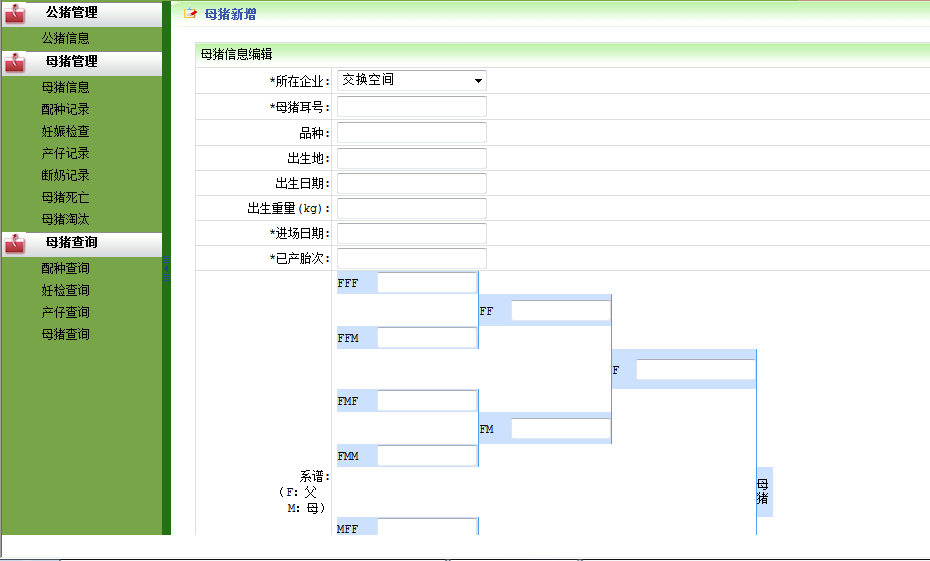 公猪管理
公猪信息
母猪管理
母猪信息
配种记录
妊娠检查
产仔记录
断奶记录
母猪死亡
母猪淘汰
母猪查询
配种查询
妊检查询
产仔查询
母猪查询
母猪新增
母猪信息编辑
*所在企业: 交换空间
*母猪耳号:
品种:
出生地:
出生日期:
出生重量(kg):
*进场日期:
*已产胎次:
系谱:
(F: 父
M: 母)
FFF
FF
FFM
F
FMF
FM
FMM
母猪
MFF